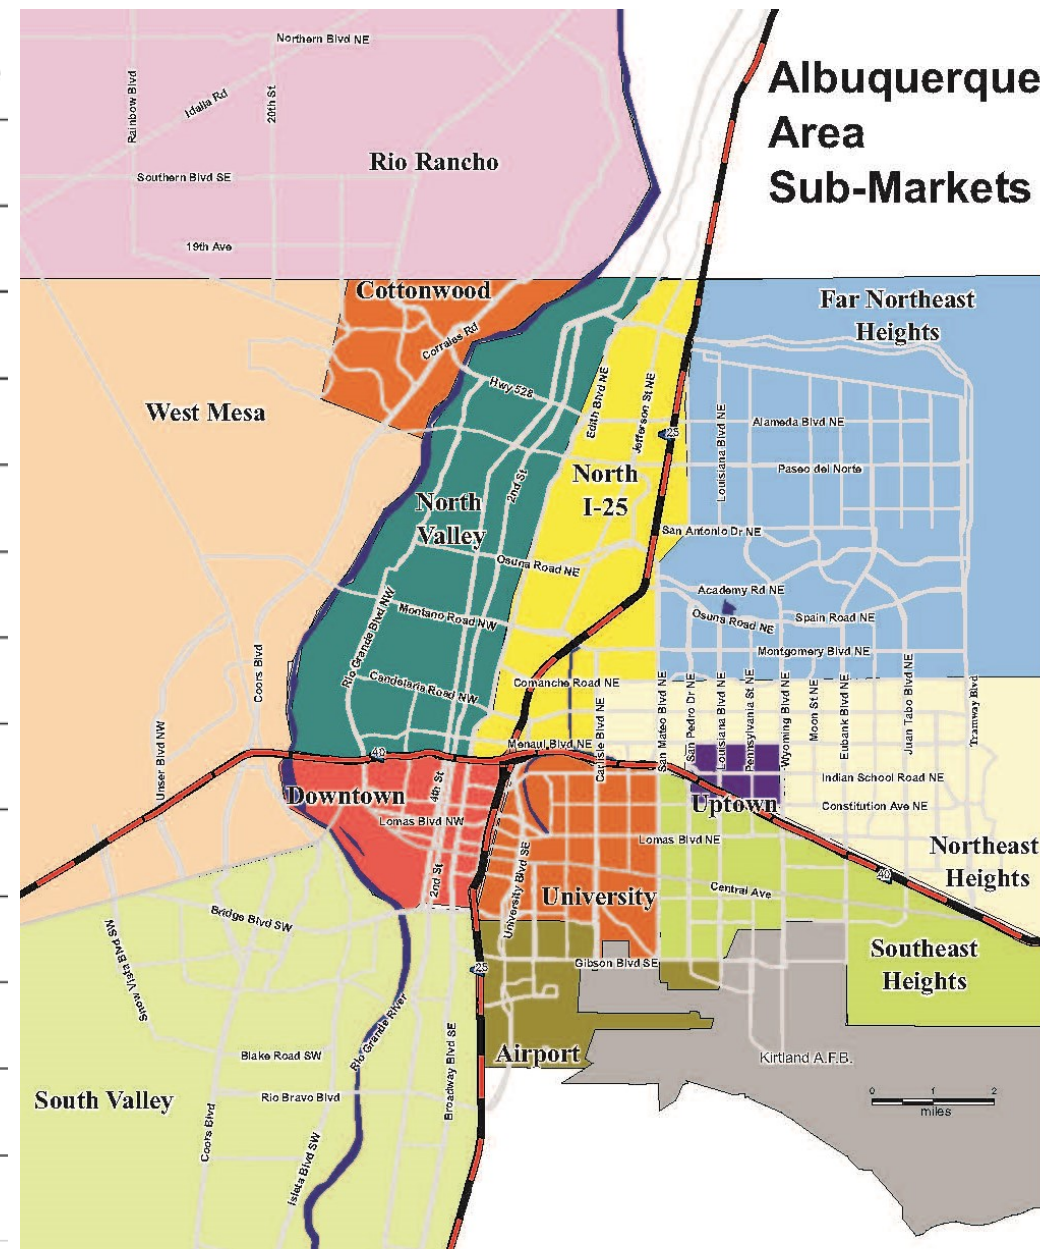 Albuquerque
Area
Sub-Markets
Northern Blvd NE
Rainbow Blvd
Idalia Rd
20th St
Rio Rancho
Southern Blvd SE
19th Ave
Cottonwood
Corrales Rd
Far Northeast
Heights
West Mesa
Hwy 528
Edith Blvd NE
Jefferson St NE
Louisiana Blvd NE
Alameda Blvd NE
25
Paseo del Norte
North
I-25
2nd St
North
Valley
San Antonio Dr NE
Osuna Road NE
Academy Rd NE
Osuna Road NE
Spain Road NE
Montano Road NW
Rio Grande Blvd NW
Montgomery Blvd NE
Candelaria Road NW
Comanche Road NE
Coors Blvd
Unser Blvd NW
Carlisle Blvd NE
San Mateo Blvd NE
San Pedro Dr NE
Louisiana Blvd NE
Pennsylvania St NE
Wyoming Blvd NE
Moon St NE
Eubank Blvd NE
Juan Tabo Blvd NE
Tramway Blvd
Menaul Blvd NE
40
Indian School Road NE
Downtown
4th St
Uptown
Constitution Ave NE
Lomas Blvd NW
Lomas Blvd NE
Northeast
Heights
2nd St
University Blvd SE
University
Central Ave
40
Bridge Blvd SW
Snow Vista Blvd SW
Southeast
Heights
25
Gibson Blvd SE
Rio Grande River
Broadway Blvd SE
Blake Road SW
Airport
Kirtland A.F.B.
South Valley
Rio Bravo Blvd
Coors Blvd
Isleta Blvd SW
0 1 2
miles